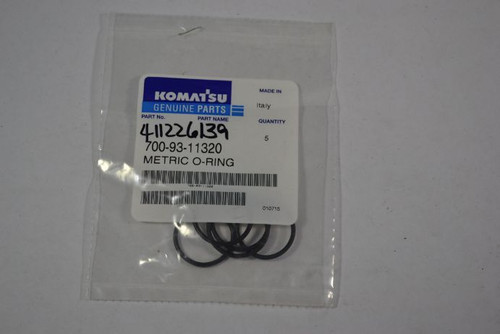 KOMATSU
GENUINE PARTS
MADE IN
Italy
PART No. PART NAME
QUANTITY
411226139
5
700-93-11320
METRIC O-RING